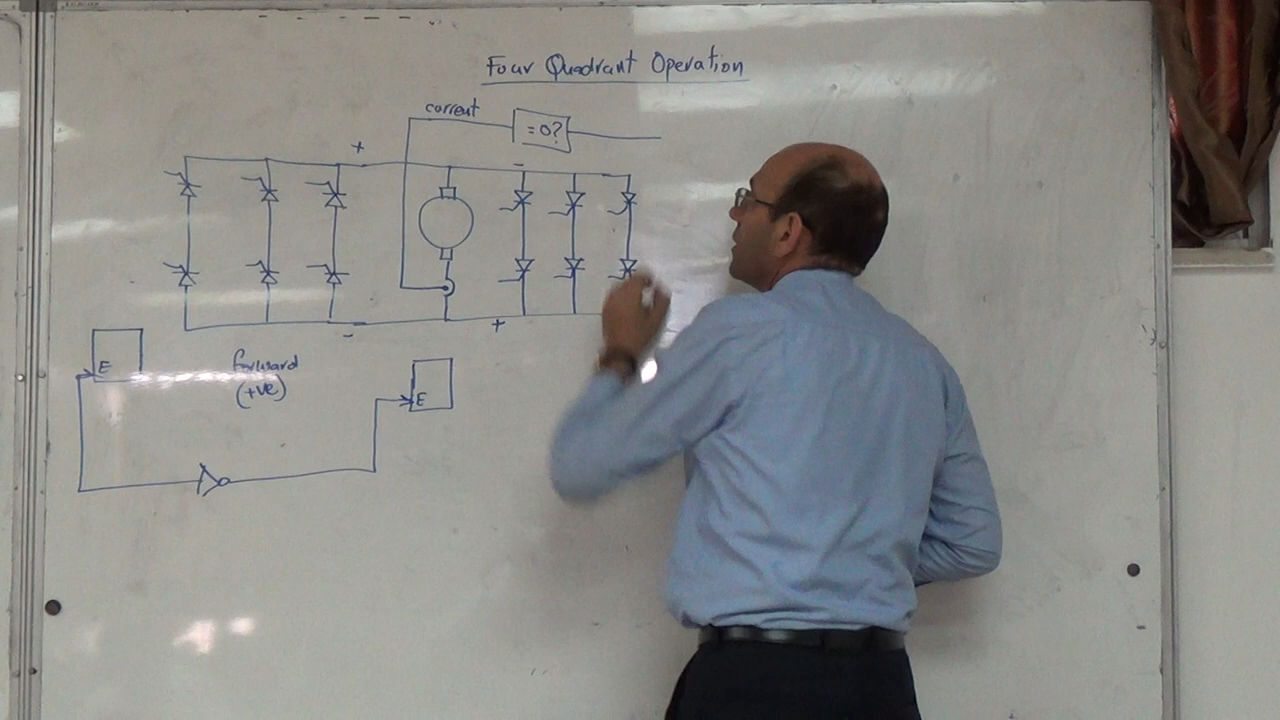 Four Quadrant Operation
current
= 0?
+
-
-
+
E
forward
(+ve)
E